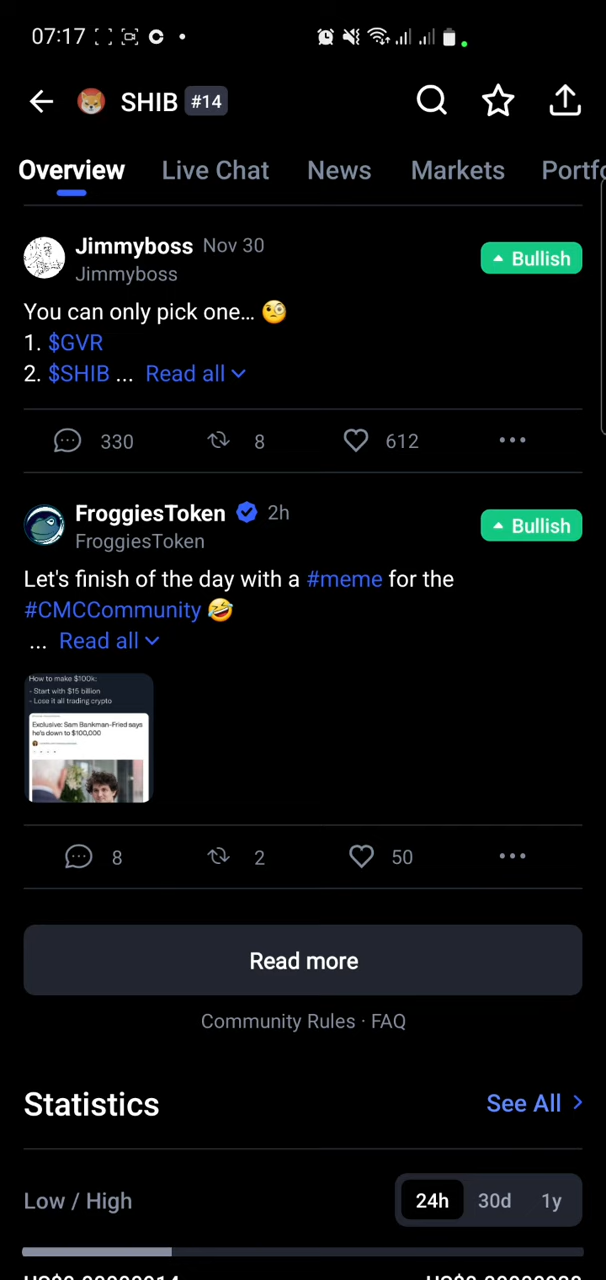 07:17
SHIB #14
Overview Live Chat News Markets Portfo
Jimmyboss Nov 30
Bullish
Jimmyboss
You can only pick one…
1. $GVR
2. $SHIB ... Read all
330 8 612
FroggiesToken 2h
Bullish
FroggiesToken
Let's finish of the day with a #meme for the
#CMCCommunity 🤣
... Read all
How to make $100k:
- Start with $15 billion
- Lose it all trading crypto
Exclusive: Sam Bankman-Fried says
he's down to $100,000
8 2 50
Read more
Community Rules · FAQ
Statistics
See All
Low / High
24h 30d 1y